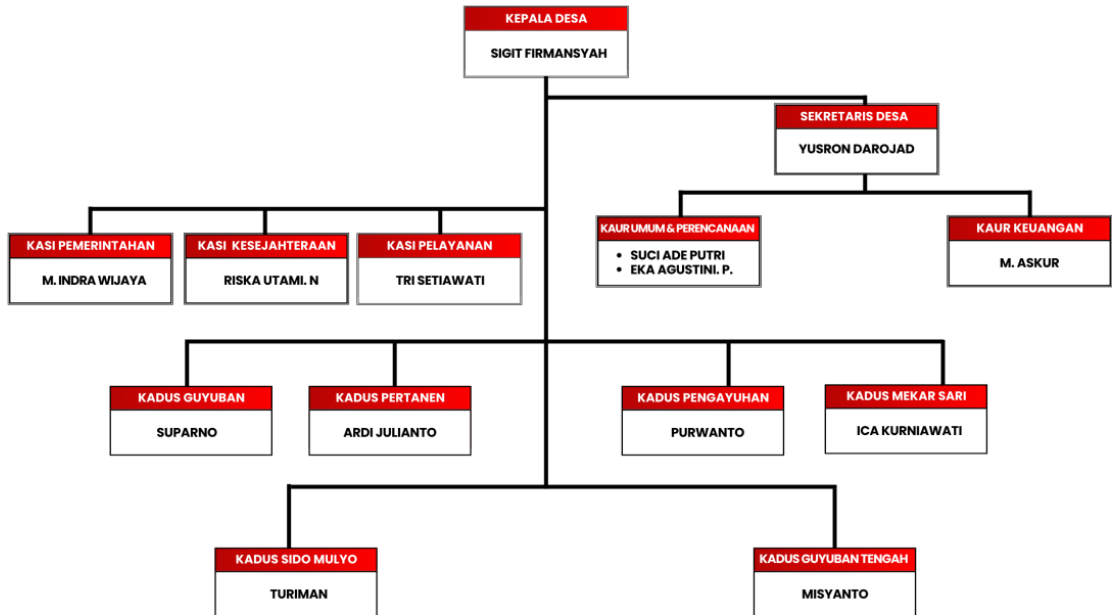 KEPALA DESA
SIGIT FIRMANSYAH
SEKRETARIS DESA
YUSRON DAROJAD
KASI PEMERINTAHAN
M. INDRA WIJAYA
KASI KESEJAHTERAAN
RISKA UTAMI. N
KASI PELAYANAN
TRI SETIAWATI
KAUR UMUM & PERENCANAAN
• SUCI ADE PUTRI
• EKA AGUSTINI. P.
KAUR KEUANGAN
M. ASKUR
KADUS GUYUBAN
SUPARNO
KADUS PERTANEN
ARDI JULIANTO
KADUS PENGAYUHAN
PURWANTO
KADUS MEKAR SARI
ICA KURNIAWATI
KADUS SIDO MULYO
TURIMAN
KADUS GUYUBAN TENGAH
MISYANTO